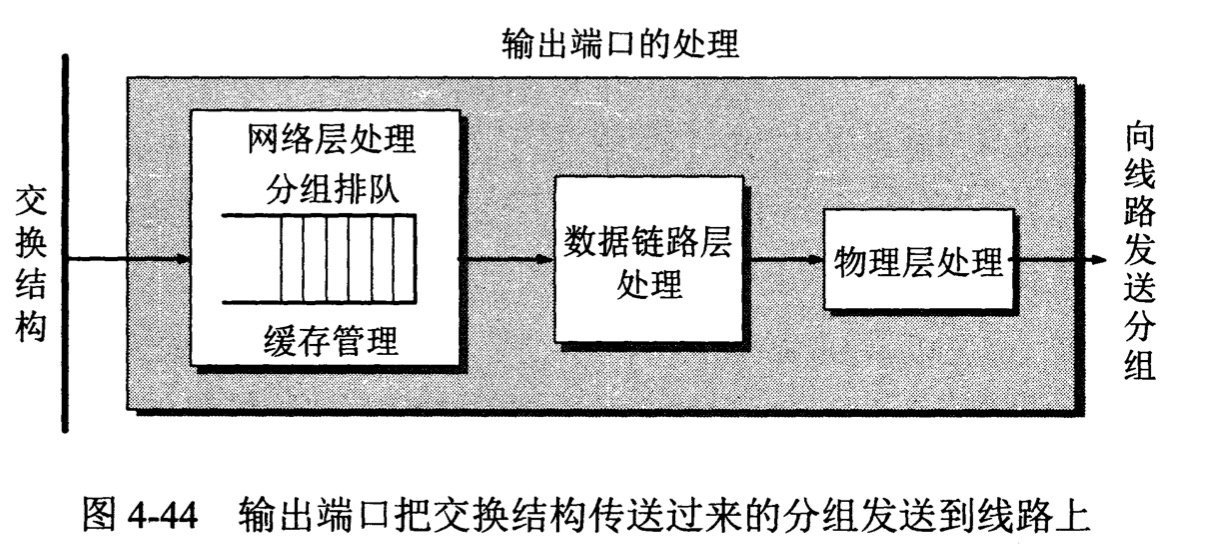 输出端口的处理
交换结构
网络层处理
分组排队
缓存管理
数据链路层
处理
物理层处理
向线路发送分组
图 4-44 输出端口把交换结构传送过来的分组发送到线路上